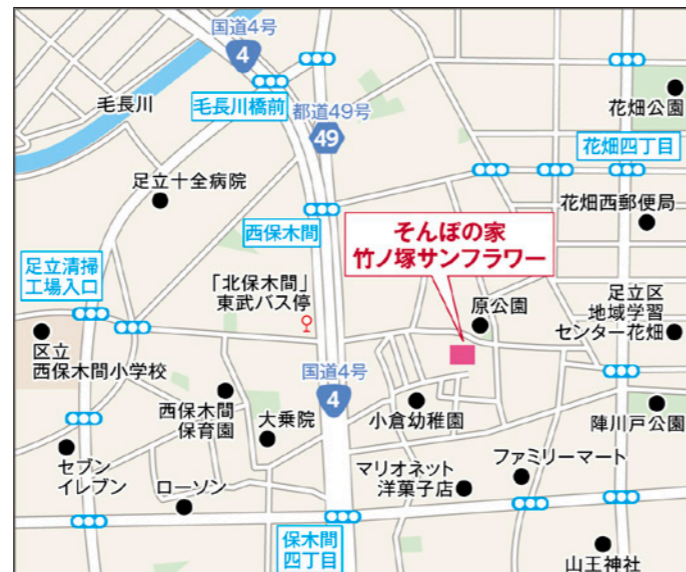 国道4号
4
毛長川
毛長川橋前
都道49号
49
花畑公園
花畑四丁目
足立十全病院
花畑西郵便局
西保木間
そんぽの家
竹ノ塚サンフラワー
足立清掃
工場入口
「北保木間」
東武バス停
原公園
足立区
地域学習
センター花畑
区立
西保木間小学校
国道4号
4
西保木間
保育園
大乗院
小倉幼稚園
陣川戸公園
セブン
イレブン
ローソン
マリオネット
洋菓子店
ファミリーマート
保木間
四丁目
山王神社